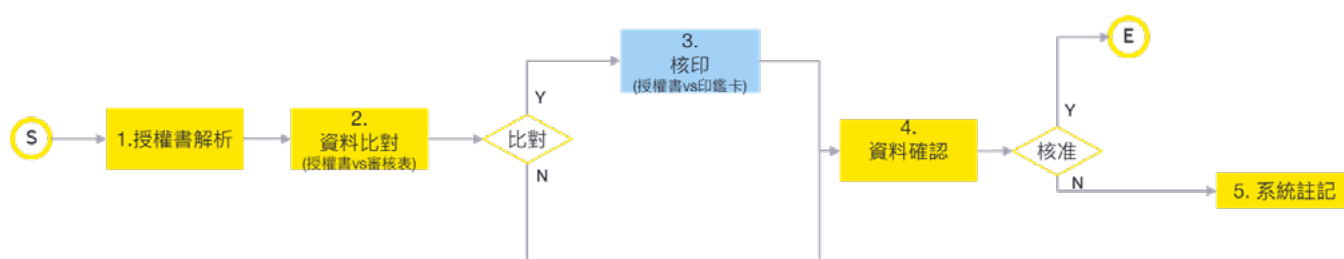 S
1.授權書解析
2.
資料比對
(授權書vs審核表)
比對
Y
N
3.
核印
(授權書vs印鑑卡)
4.
資料確認
核准
Y
N
E
5. 系統註記